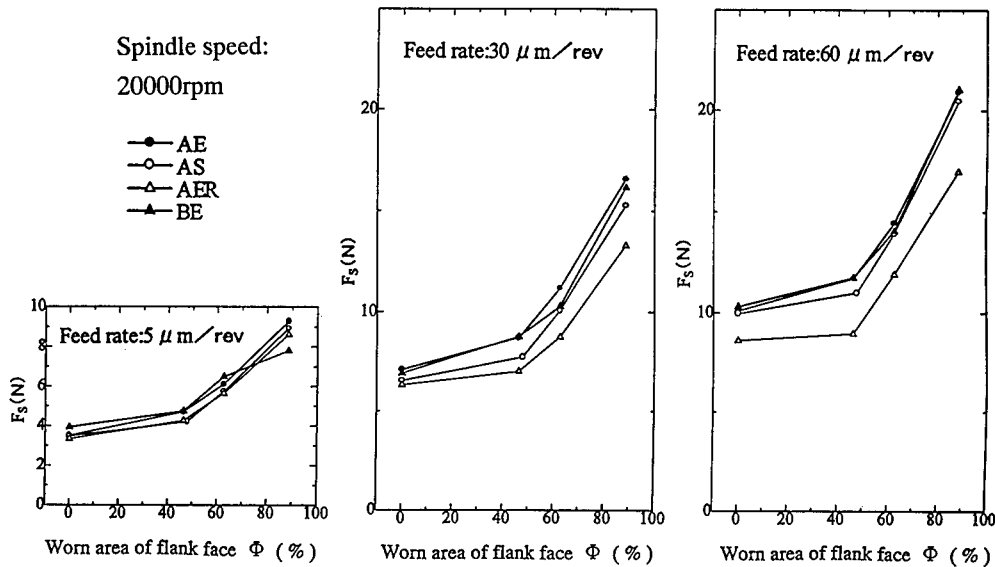 Spindle speed:
20000rpm
AE
AS
AER
BE
10
8
6
4
2
0
F_S(N)
Feed rate:5 μm/rev
0 20 40 60 80 100
Worn area of flank face Φ (%)
20
10
0
F_S(N)
Feed rate:30 μm/rev
0 20 40 60 80 100
Worn area of flank face Φ (%)
20
10
0
F_S(N)
Feed rate:60 μm/rev
0 20 40 60 80 100
Worn area of flank face Φ (%)